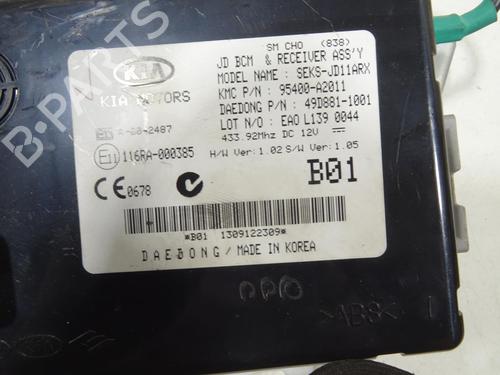 SM CHO (838)
JD BCM & RECEIVER ASS'Y
MODEL NAME : SEKS-JD11ARX
KMC P/N : 95400-A2011
DAEDONG P/N : 49D881-1001
LOT N/O : EAO L139 0044
433.92Mhz DC 12V
H/W Ver: 1.02 S/W Ver: 1.05
KIA
KIA MOTORS
E11 116RA-000385
CE 0678
B01
*B01 1309122309*
DAEDONG / MADE IN KOREA
B-Parts